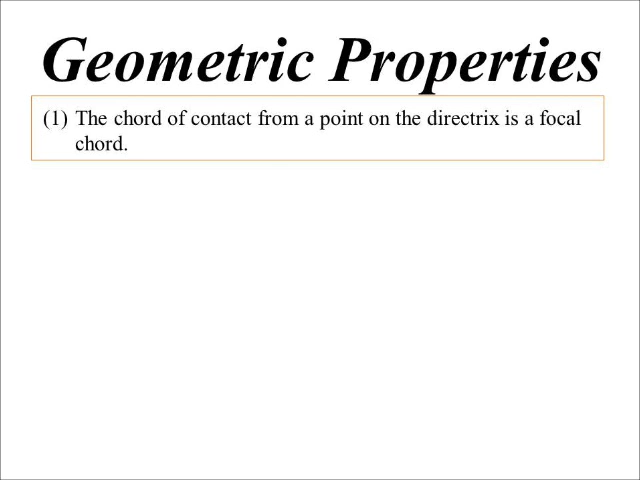 Geometric Properties
(1) The chord of contact from a point on the directrix is a focal
chord.